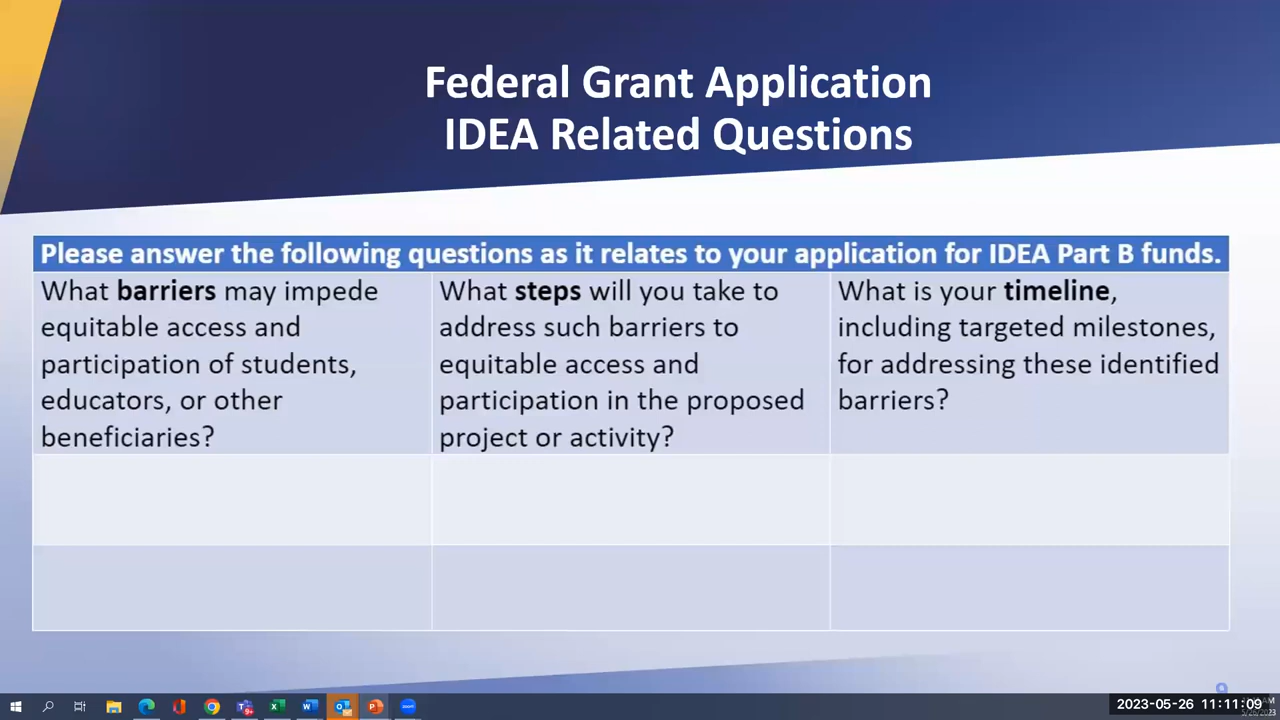 Federal Grant Application
IDEA Related Questions
Please answer the following questions as it relates to your application for IDEA Part B funds.
What barriers may impede
equitable access and
participation of students,
educators, or other
beneficiaries?
What steps will you take to
address such barriers to
equitable access and
participation in the proposed
project or activity?
What is your timeline,
including targeted milestones,
for addressing these identified
barriers?
9
2023-05-26 11:11:09